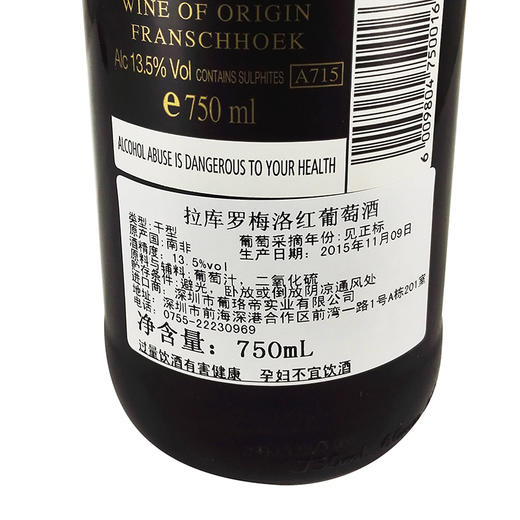 WINE OF ORIGIN
FRANSCHHOEK
Alc 13.5% Vol CONTAINS SULPHITES A715
e 750 ml
ALCOHOL ABUSE IS DANGEROUS TO YOUR HEALTH
拉库罗梅洛红葡萄酒
类型:干型
葡萄采摘年份:见正标
原产国:南非
生产日期:2015年11月09日
酒精度:13.5%vol
原料与辅料:葡萄汁,二氧化硫
贮存条件:避光,卧放或倒放阴凉通风处
进口商:深圳市葡珞帝实业有限公司
地址:深圳市前海深港合作区前湾一路1号A栋201室
电话:0755-22230969
净含量: 750mL
过量饮酒有害健康 孕妇不宜饮酒